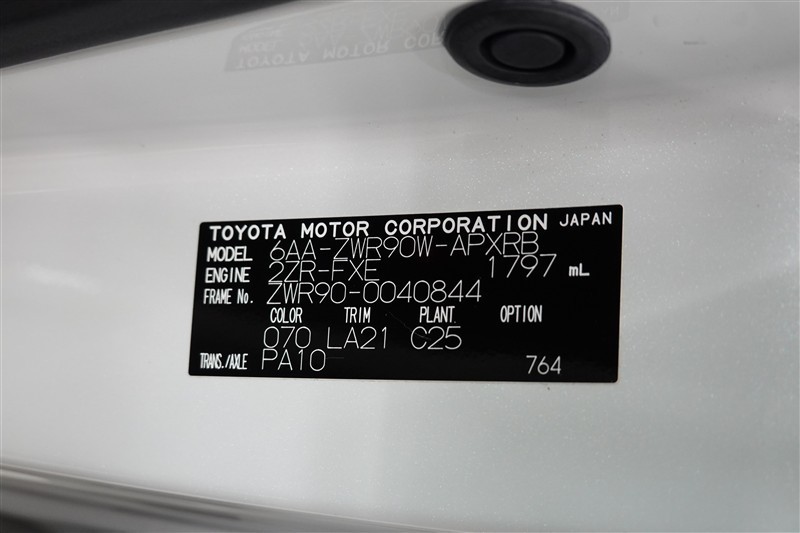 TOYOTA MOTOR CORPORATION JAPAN
MODEL 6AA-ZWR90W-APXRB
ENGINE 2ZR-FXE 1797 mL
FRAME No. ZWR90-0040844
COLOR TRIM PLANT. OPTION
070 LA21 C25
TRANS./AXLE PA10 764